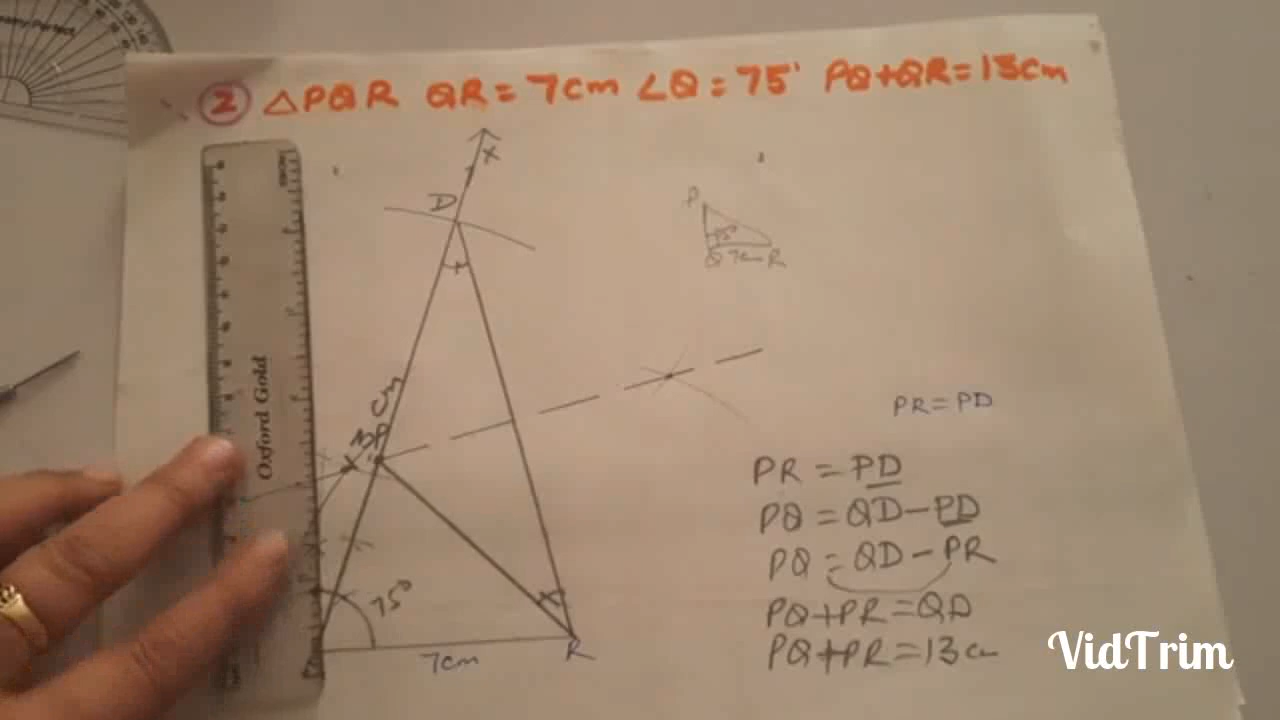 ② △PQR QR = 7cm ∠Q = 75° PQ+QR = 13cm
X
D
P
75°
Q 7cm R
cm
P
PR = PD
PR = PD
PQ = QD - PD
PQ = QD - PR
PQ+PR = QD
PQ+PR = 13cm
75°
7cm
R
Oxford Gold
VidTrim